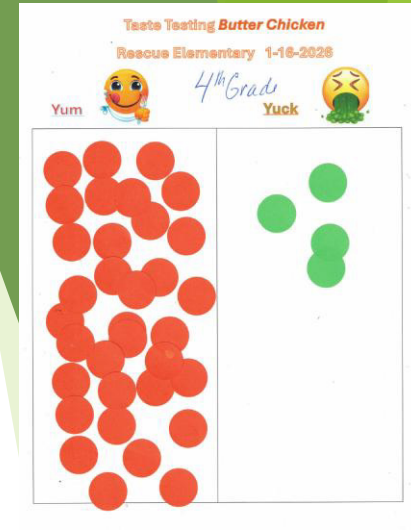 Taste Testing Butter Chicken
Rescue Elementary 1-16-2026
4th Grade
Yum
Yuck